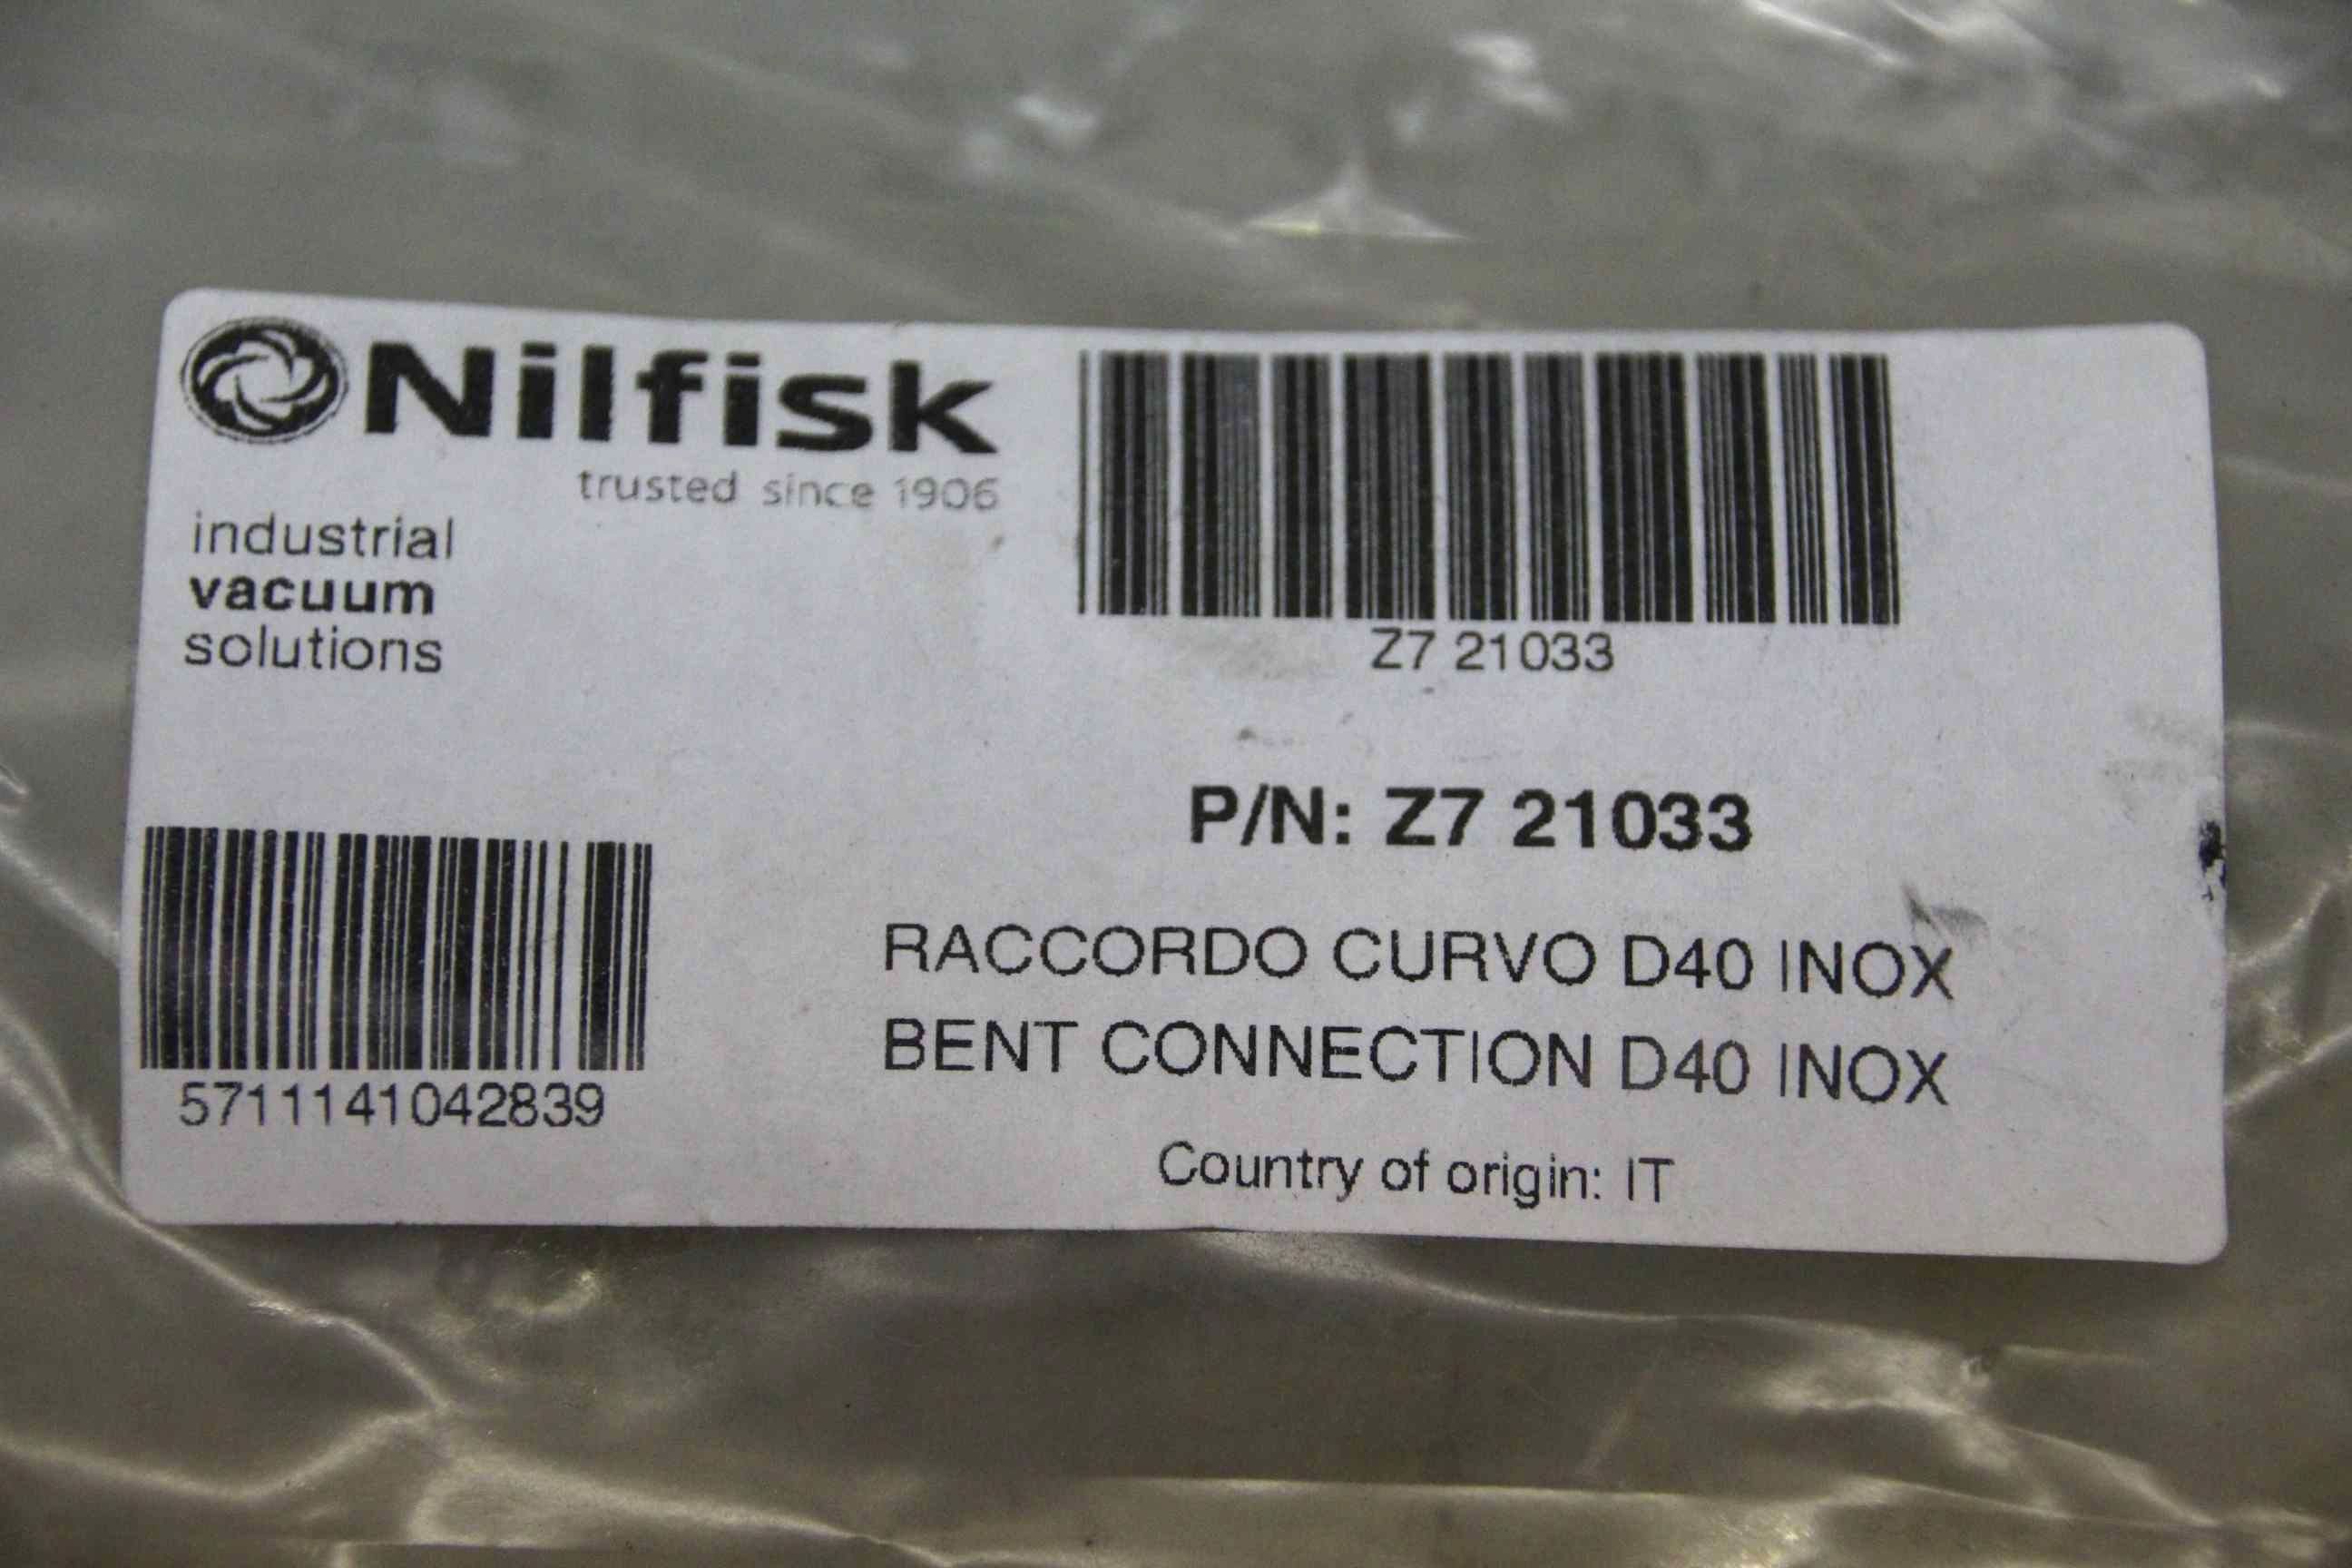 Nilfisk
trusted since 1906
industrial
vacuum
solutions
Z7 21033
P/N: Z7 21033
RACCORDO CURVO D40 INOX
BENT CONNECTION D40 INOX
Country of origin: IT
5711141042839